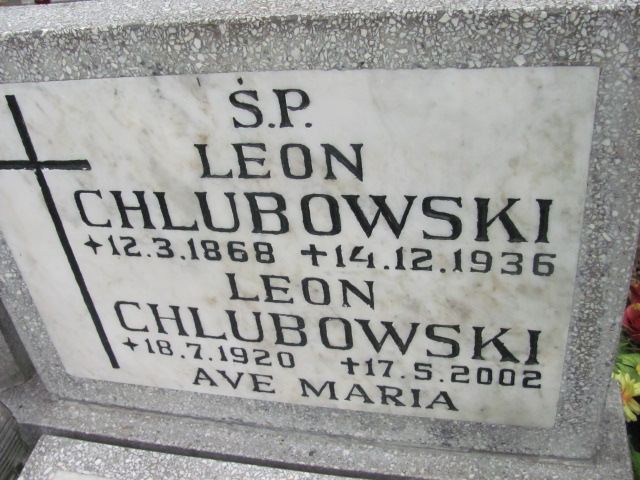 Ś.P.
LEON
CHLUBOWSKI
+12.3.1868 +14.12.1936
LEON
CHLUBOWSKI
+18.7.1920 +17.5.2002
AVE MARIA